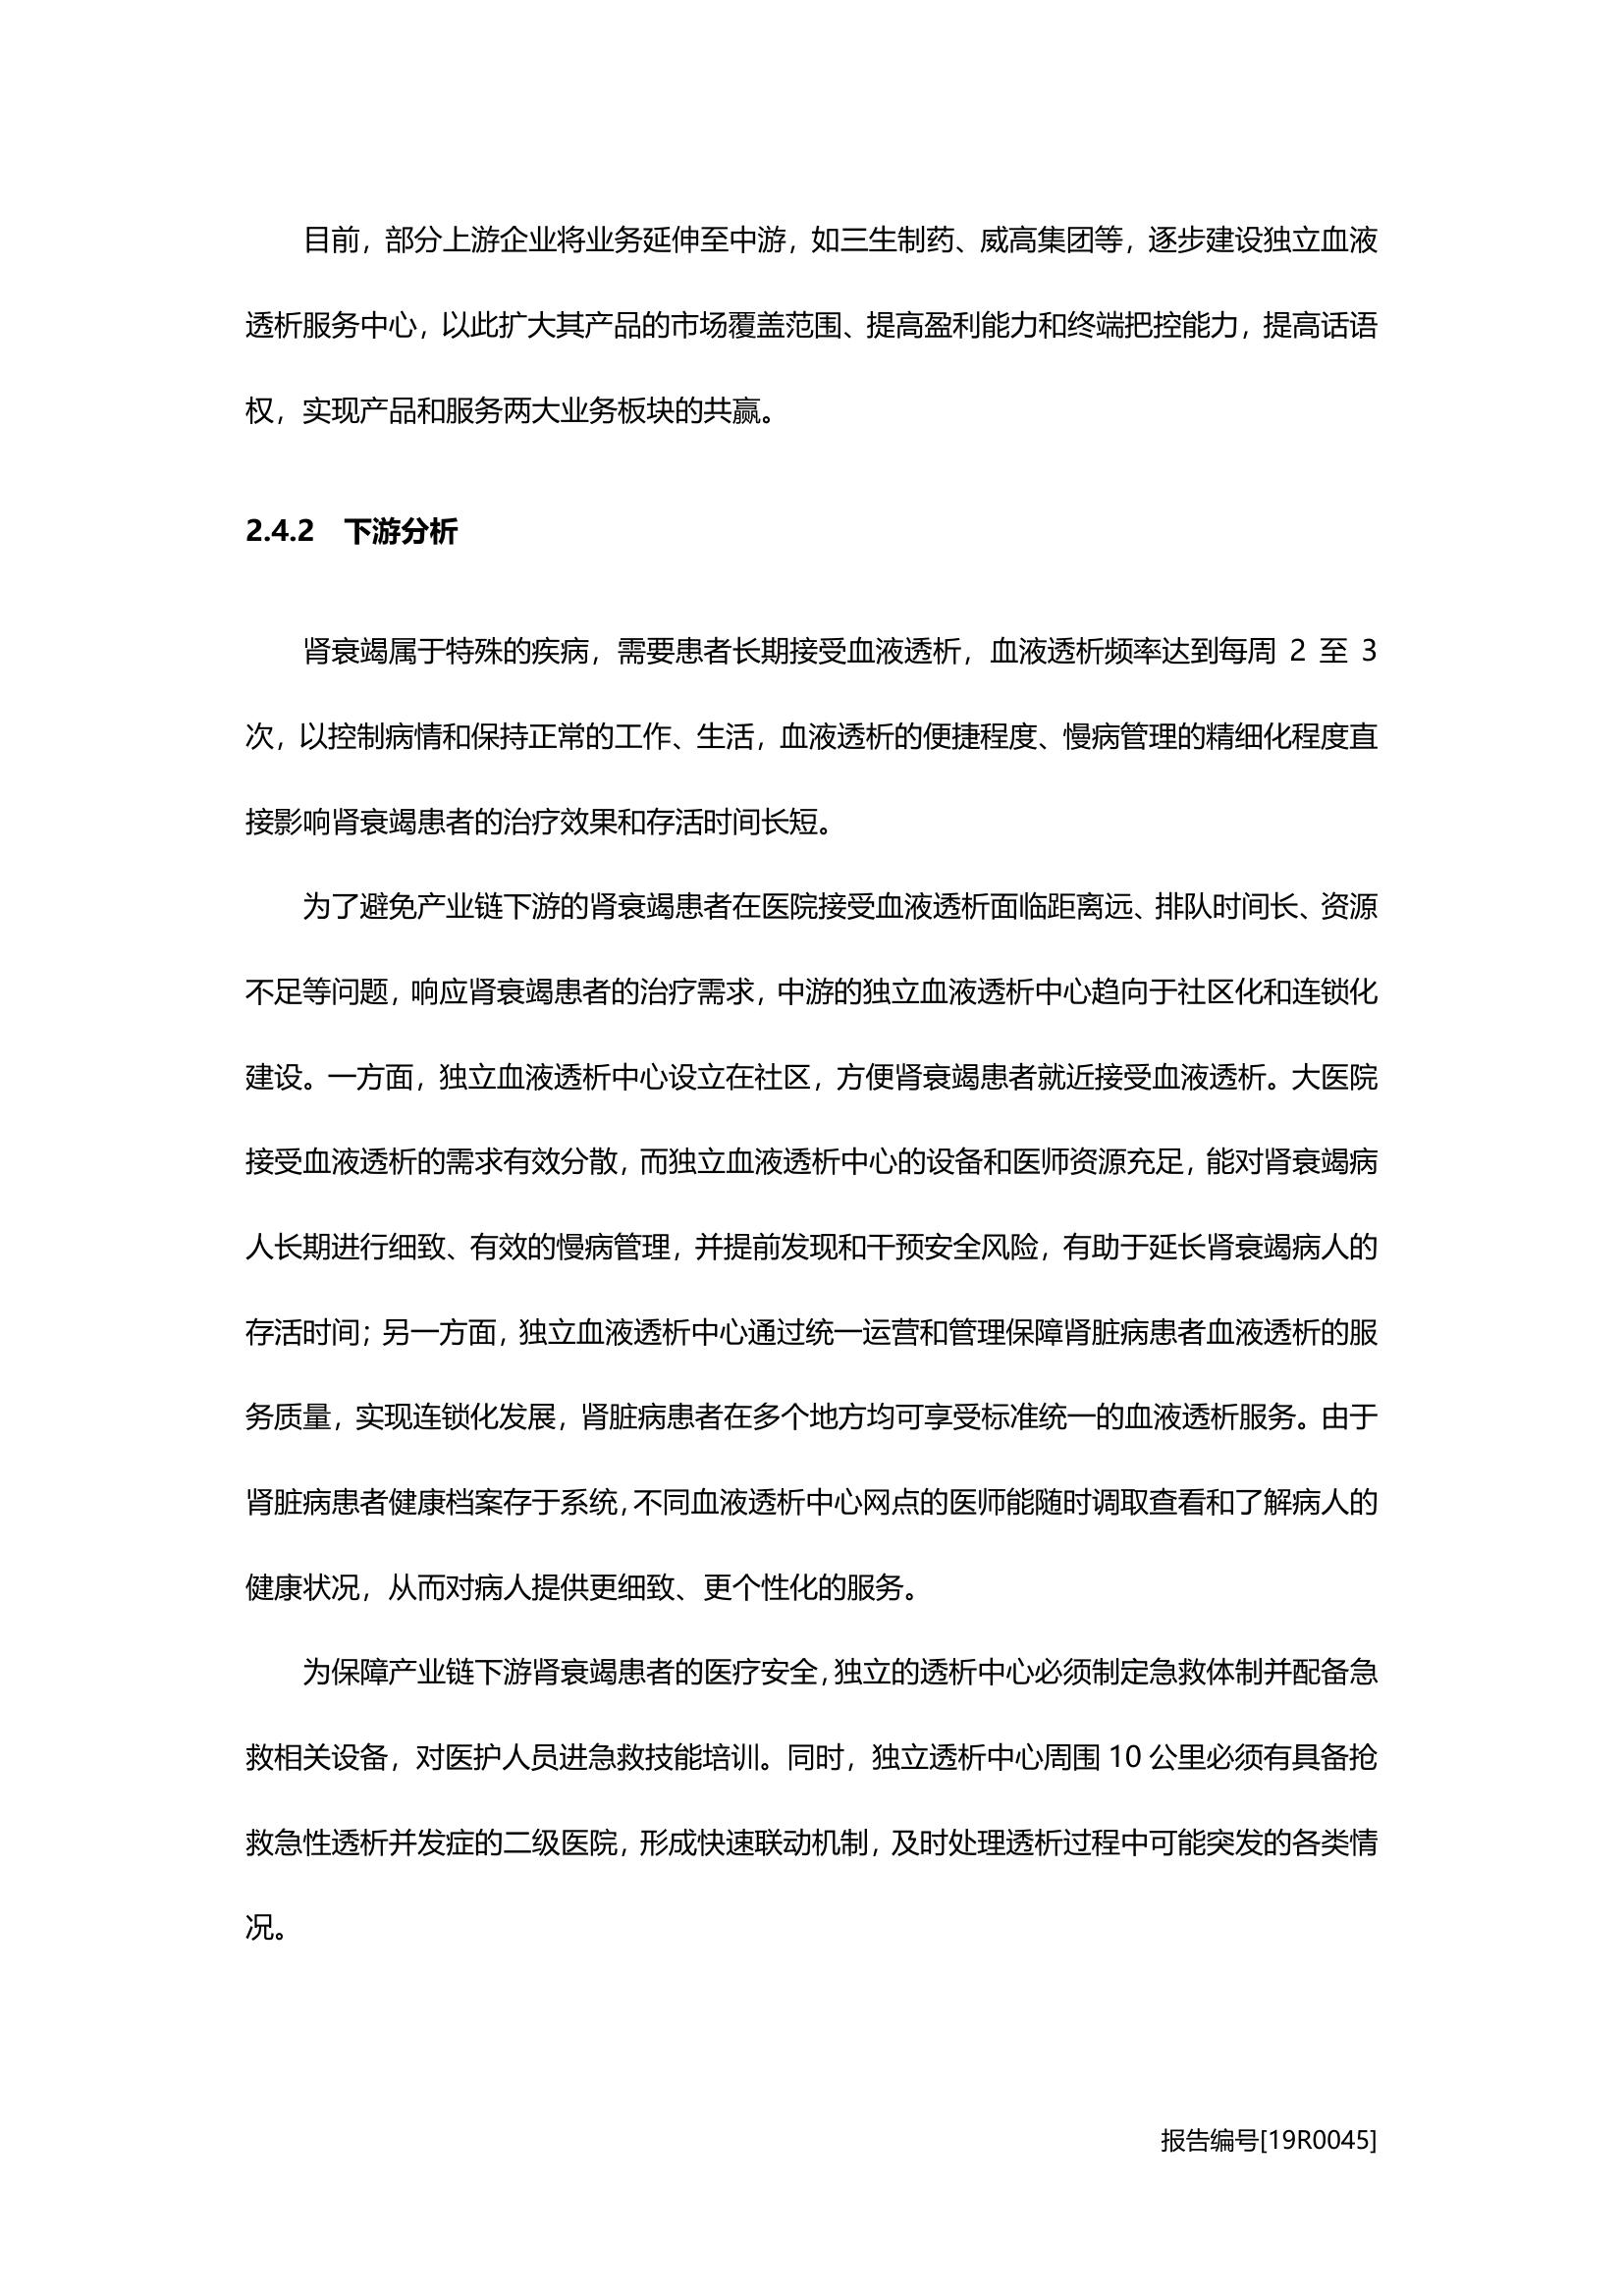 目前，部分上游企业将业务延伸至中游，如三生制药、威高集团等，逐步建设独立血液
透析服务中心，以此扩大其产品的市场覆盖范围、提高盈利能力和终端把控能力，提高话语
权，实现产品和服务两大业务板块的共赢。
2.4.2 下游分析
肾衰竭属于特殊的疾病，需要患者长期接受血液透析，血液透析频率达到每周 2 至 3
次，以控制病情和保持正常的工作、生活，血液透析的便捷程度、慢病管理的精细化程度直
接影响肾衰竭患者的治疗效果和存活时间长短。
为了避免产业链下游的肾衰竭患者在医院接受血液透析面临距离远、排队时间长、资源
不足等问题，响应肾衰竭患者的治疗需求，中游的独立血液透析中心趋向于社区化和连锁化
建设。一方面，独立血液透析中心设立在社区，方便肾衰竭患者就近接受血液透析。大医院
接受血液透析的需求有效分散，而独立血液透析中心的设备和医师资源充足，能对肾衰竭病
人长期进行细致、有效的慢病管理，并提前发现和干预安全风险，有助于延长肾衰竭病人的
存活时间；另一方面，独立血液透析中心通过统一运营和管理保障肾脏病患者血液透析的服
务质量，实现连锁化发展，肾脏病患者在多个地方均可享受标准统一的血液透析服务。由于
肾脏病患者健康档案存于系统，不同血液透析中心网点的医师能随时调取查看和了解病人的
健康状况，从而对病人提供更细致、更个性化的服务。
为保障产业链下游肾衰竭患者的医疗安全，独立的透析中心必须制定急救体制并配备急
救相关设备，对医护人员进急救技能培训。同时，独立透析中心周围 10 公里必须有具备抢
救急性透析并发症的二级医院，形成快速联动机制，及时处理透析过程中可能突发的各类情
况。
报告编号[19R0045]